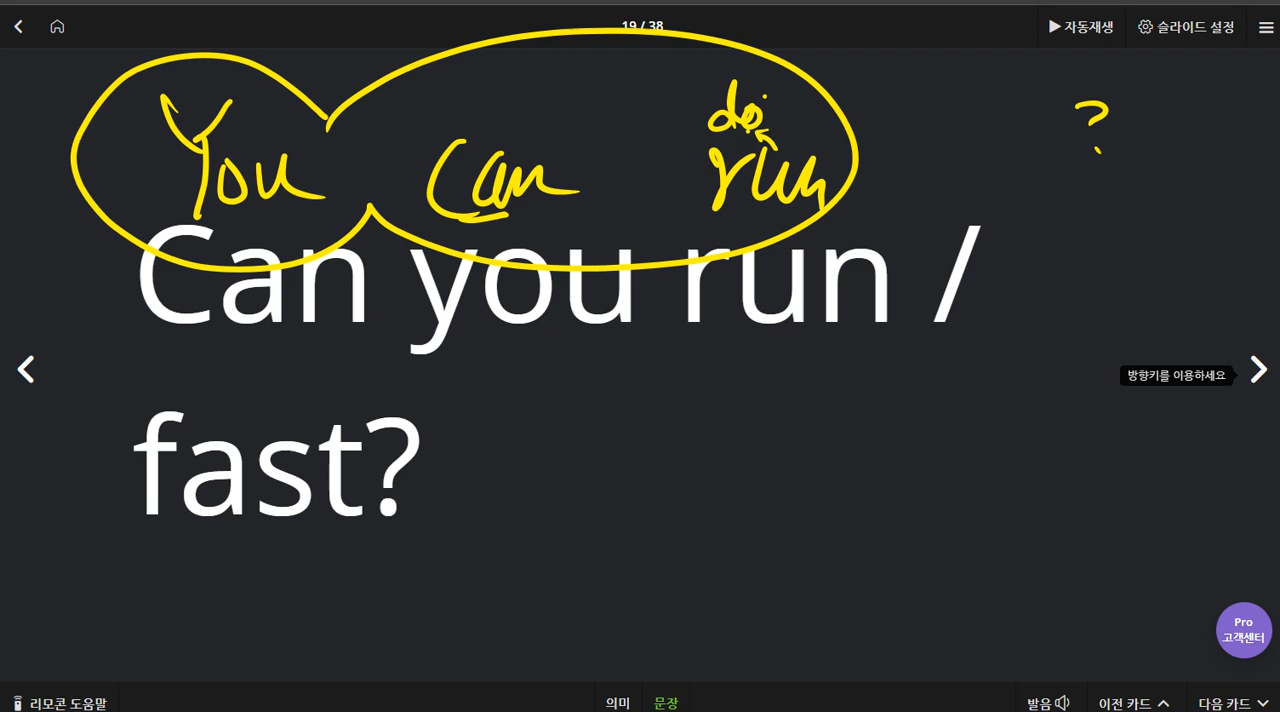 19 / 38
▶ 자동재생
슬라이드 설정
do
?
You can run
Can you run /
fast?
방향키를 이용하세요
Pro
고객센터
리모콘 도움말
의미
문장
발음
이전 카드
다음 카드